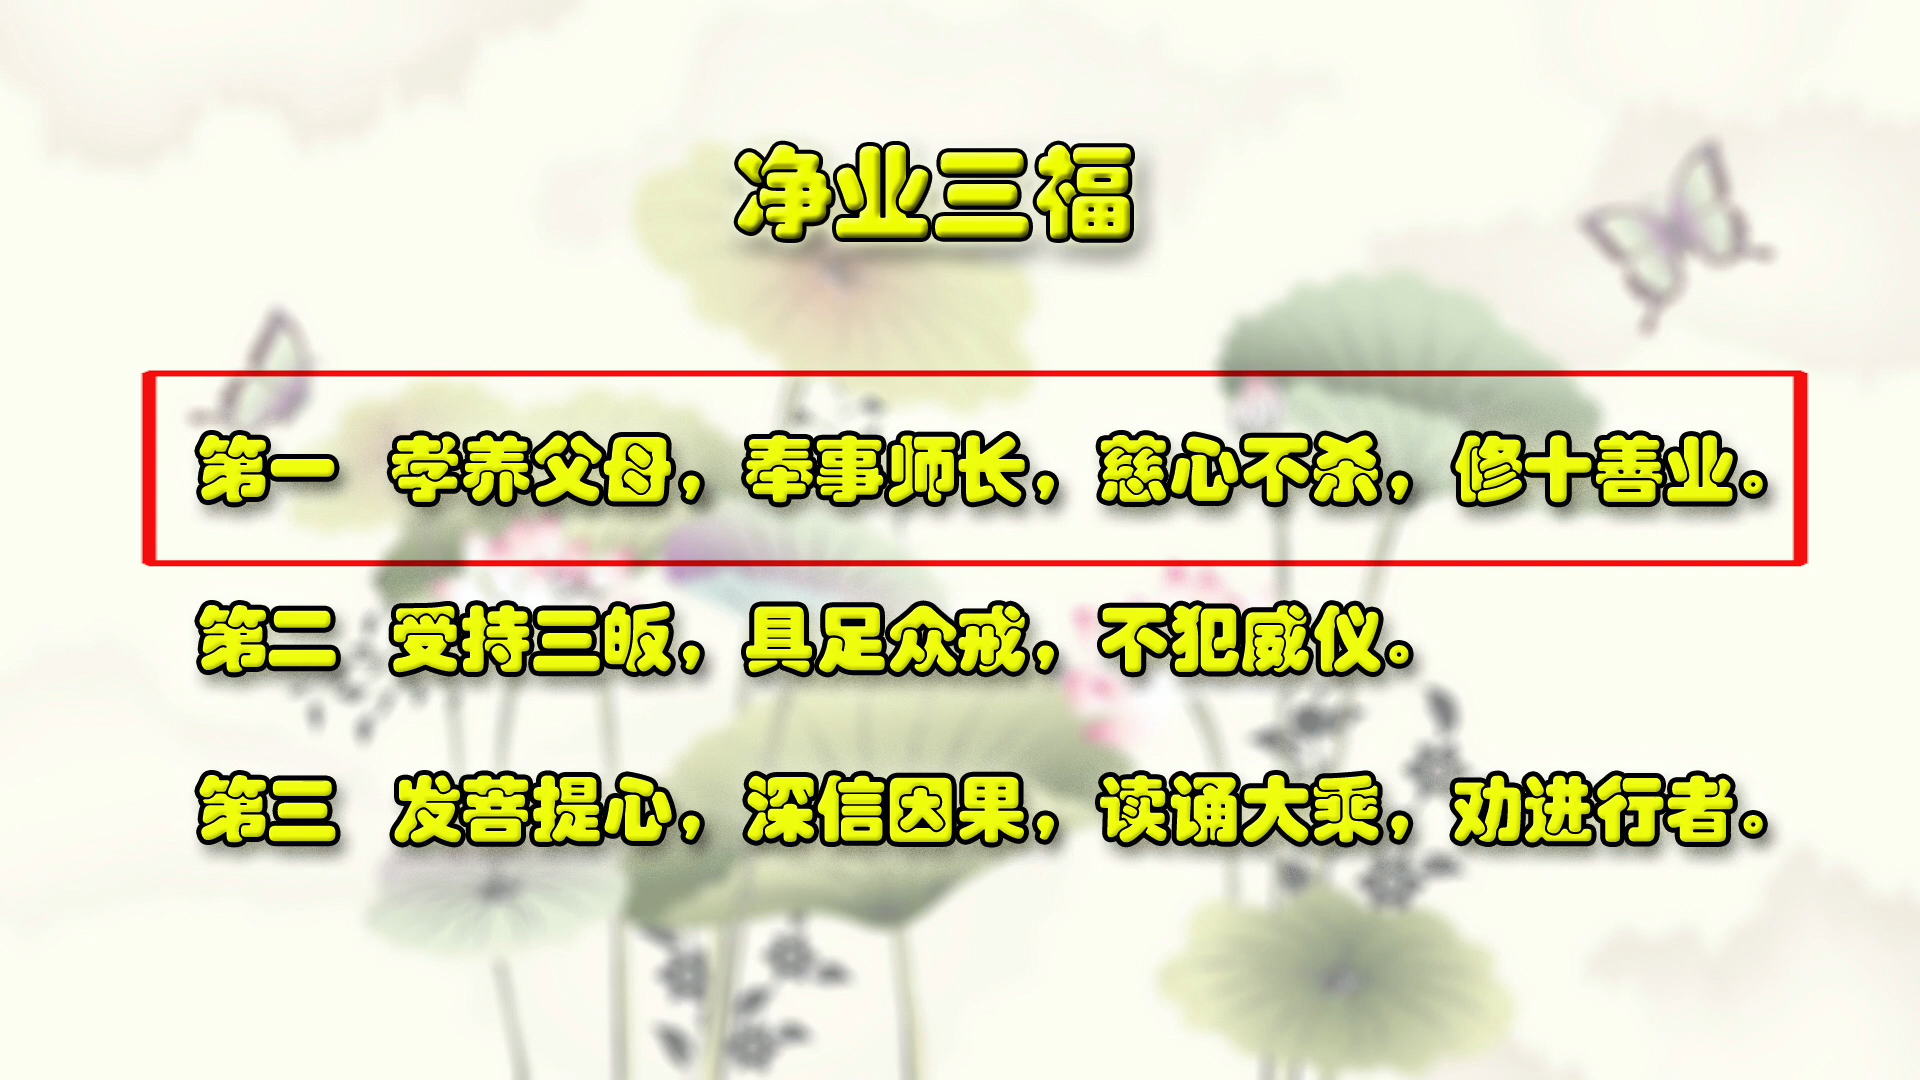 净业三福
第一 孝养父母，奉事师长，慈心不杀，修十善业。
第二 受持三皈，具足众戒，不犯威仪。
第三 发菩提心，深信因果，读诵大乘，劝进行者。